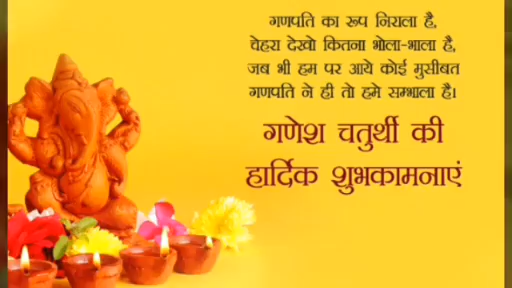 गणपति का रूप निराला है,
चेहरा देखो कितना भोला-भाला है,
जब भी हम पर आये कोई मुसीबत
गणपति ने ही तो हमे सम्भाला है।
गणेश चतुर्थी की
हार्दिक शुभकामनाएं